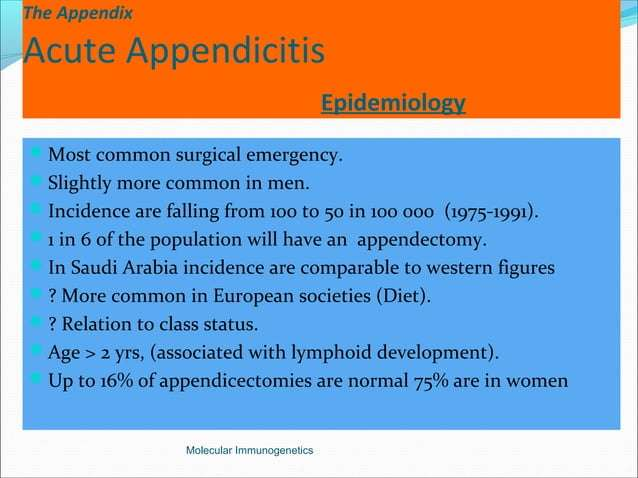 The Appendix
Acute Appendicitis
Epidemiology
Most common surgical emergency.
Slightly more common in men.
Incidence are falling from 100 to 50 in 100 000 (1975-1991).
1 in 6 of the population will have an appendectomy.
In Saudi Arabia incidence are comparable to western figures
? More common in European societies (Diet).
? Relation to class status.
Age > 2 yrs, (associated with lymphoid development).
Up to 16% of appendicectomies are normal 75% are in women
Molecular Immunogenetics